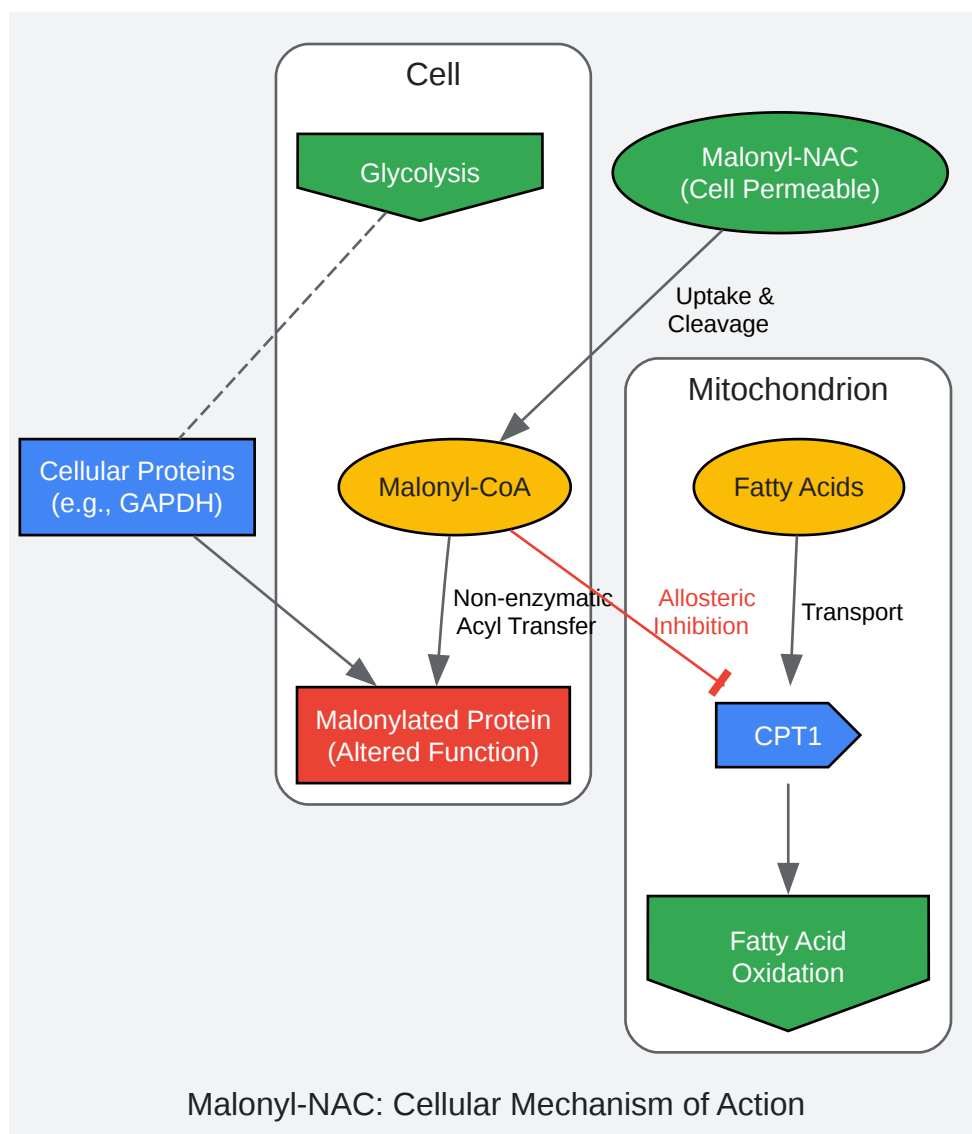 Cell
Glycolysis
Malonyl-NAC
(Cell Permeable)
Uptake &
Cleavage
Mitochondrion
Cellular Proteins
(e.g., GAPDH)
Malonyl-CoA
Fatty Acids
Non-enzymatic
Acyl Transfer
Allosteric
Inhibition
Transport
Malonylated Protein
(Altered Function)
CPT1
Fatty Acid
Oxidation
Malonyl-NAC: Cellular Mechanism of Action